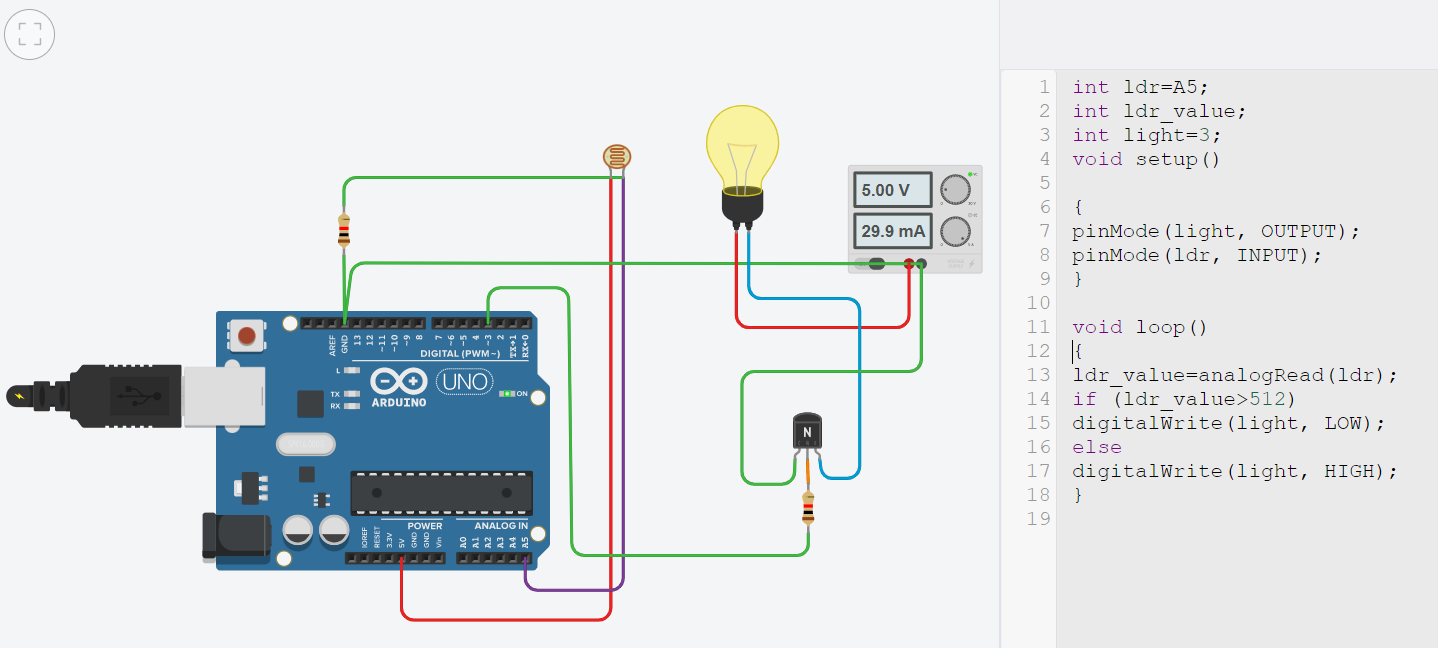 5.00 V
29.9 mA
AREF
GND
13
12
~11
~10
~9
8
7
~6
~5
4
~3
2
TX→1
RX←0
DIGITAL (PWM~)
L
TX
RX
UNO
ARDUINO
ON
N
POWER
ANALOG IN
IOREF
RESET
3.3V
5V
GND
GND
Vin
A0
A1
A2
A3
A4
A5
1 int ldr=A5;
2 int ldr_value;
3 int light=3;
4 void setup()
5
6 {
7 pinMode(light, OUTPUT);
8 pinMode(ldr, INPUT);
9 }
10
11 void loop()
12 {
13 ldr_value=analogRead(ldr);
14 if (ldr_value>512)
15 digitalWrite(light, LOW);
16 else
17 digitalWrite(light, HIGH);
18 }
19